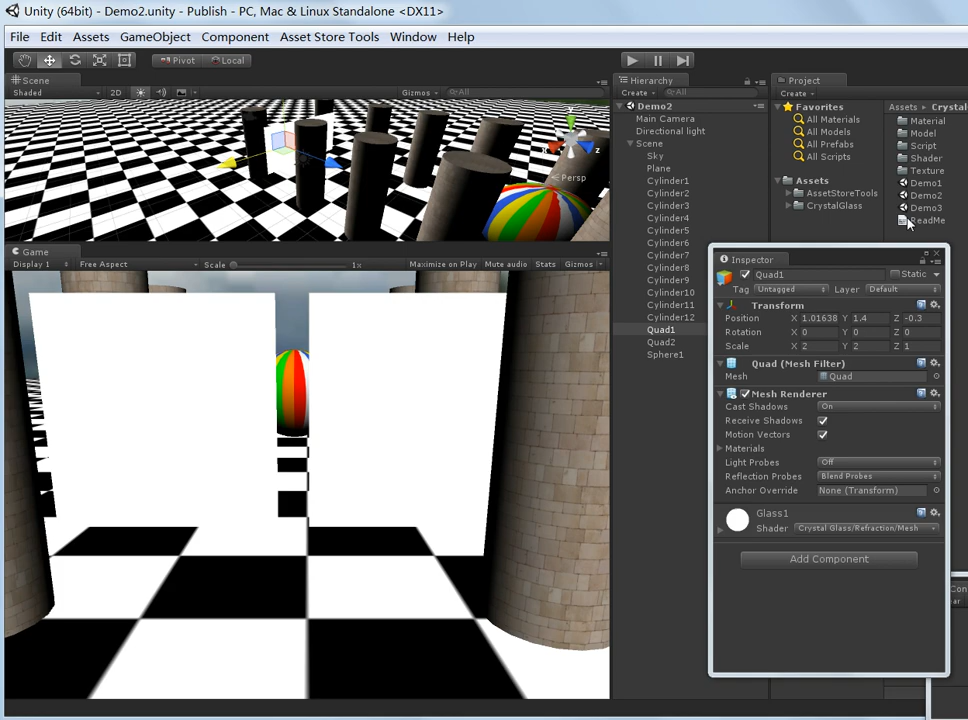 Unity (64bit) - Demo2.unity - Publish - PC, Mac & Linux Standalone <DX11>
File Edit Assets GameObject Component Asset Store Tools Window Help
Pivot Local
Scene
Shaded 2D Gizmos All
y
x
z
Persp
Game
Display 1 Free Aspect Scale 1x Maximize on Play Mute audio Stats Gizmos
Hierarchy
Create All
Demo2
Main Camera
Directional light
Scene
Sky
Plane
Cylinder1
Cylinder2
Cylinder3
Cylinder4
Cylinder5
Cylinder6
Cylinder7
Cylinder8
Cylinder9
Cylinder10
Cylinder11
Cylinder12
Quad1
Quad2
Sphere1
Project
Create
Favorites
All Materials
All Models
All Prefabs
All Scripts
Assets
AssetStoreTools
CrystalGlass
Assets Crystal
Material
Model
Script
Shader
Texture
Demo1
Demo2
Demo3
ReadMe
Inspector
Quad1 Static
Tag Untagged Layer Default
Transform
Position X 1.01638 Y 1.4 Z -0.3
Rotation X 0 Y 0 Z 0
Scale X 2 Y 2 Z 1
Quad (Mesh Filter)
Mesh Quad
Mesh Renderer
Cast Shadows On
Receive Shadows
Motion Vectors
Materials
Light Probes Off
Reflection Probes Blend Probes
Anchor Override None (Transform)
Glass1
Shader Crystal Glass/Refraction/Mesh
Add Component
Con
ar